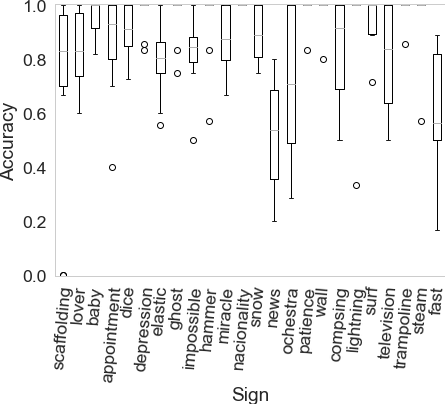 1.0
0.8
0.6
0.4
0.2
0.0
Accuracy
scaffolding
lover
baby
appointment
dice
depression
elastic
ghost
impossible
hammer
miracle
nacionality
snow
news
ochestra
patience
wall
compsing
lightning
surf
television
trampoline
steam
fast
Sign